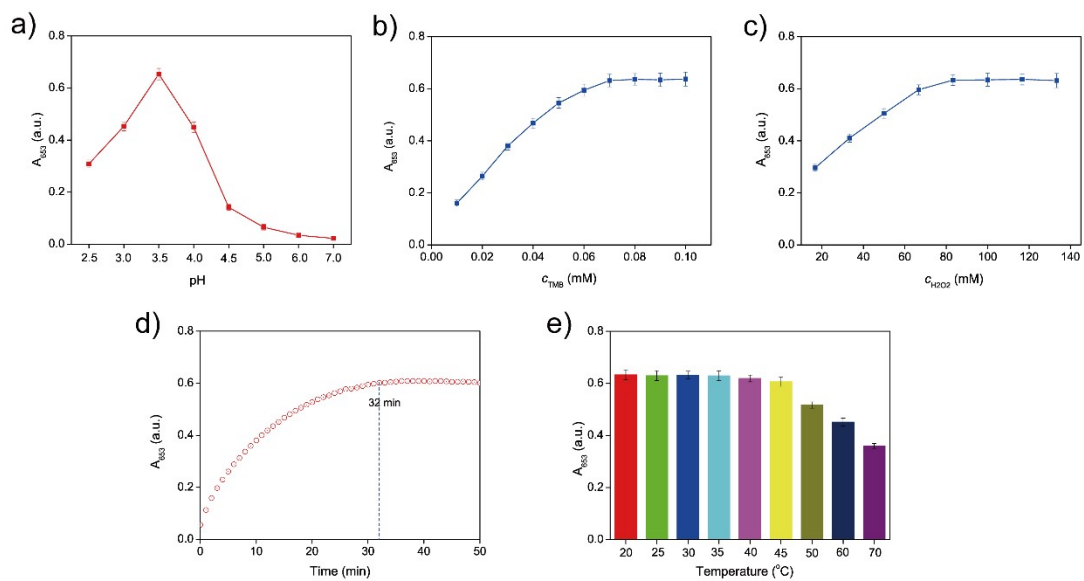 a)
0.8
0.6
0.4
0.2
0.0
A653 (a.u.)
2.5 3.0 3.5 4.0 4.5 5.0 6.0 7.0
pH
b)
0.8
0.6
0.4
0.2
0.0
A653 (a.u.)
0.00 0.02 0.04 0.06 0.08 0.10
cTMB (mM)
c)
0.8
0.6
0.4
0.2
0.0
A653 (a.u.)
20 40 60 80 100 120 140
cH2O2 (mM)
d)
0.8
0.6
0.4
0.2
0.0
A653 (a.u.)
32 min
0 10 20 30 40 50
Time (min)
e)
0.8
0.6
0.4
0.2
0.0
A653 (a.u.)
20 25 30 35 40 45 50 60 70
Temperature (°C)